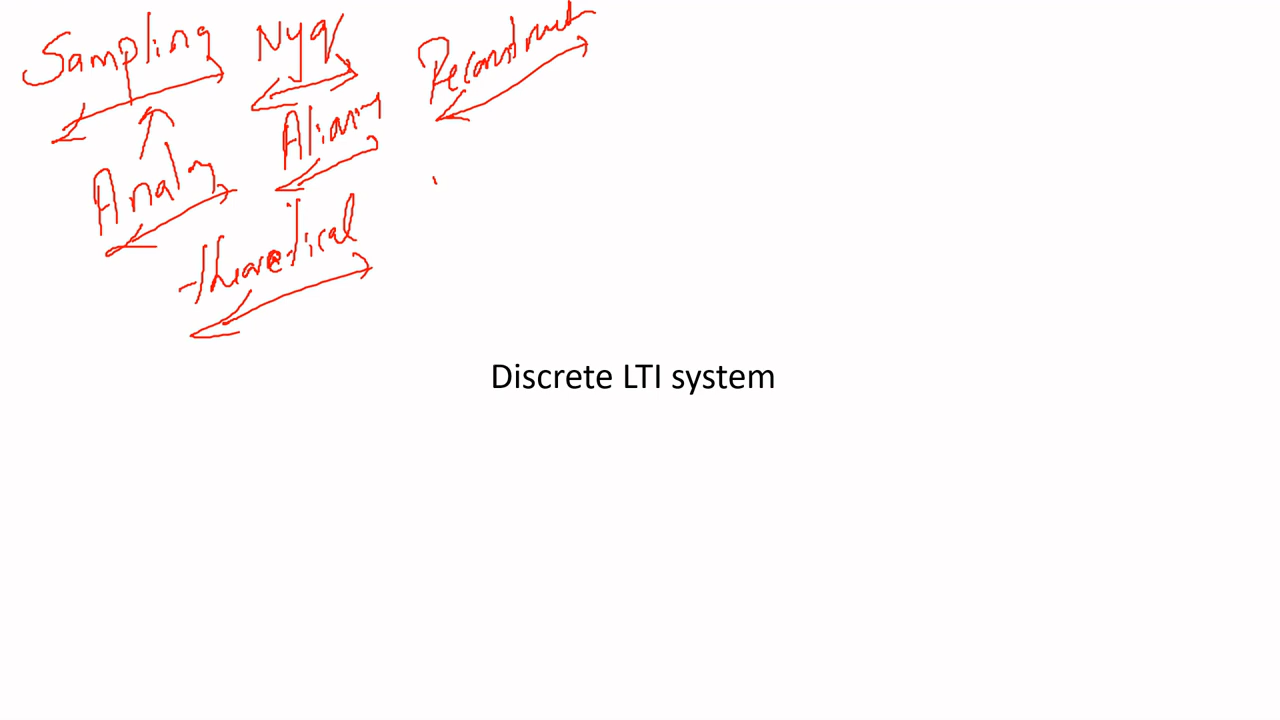 Sampling Nyq Reconstruct
Analog Aliasing
theoretical
Discrete LTI system